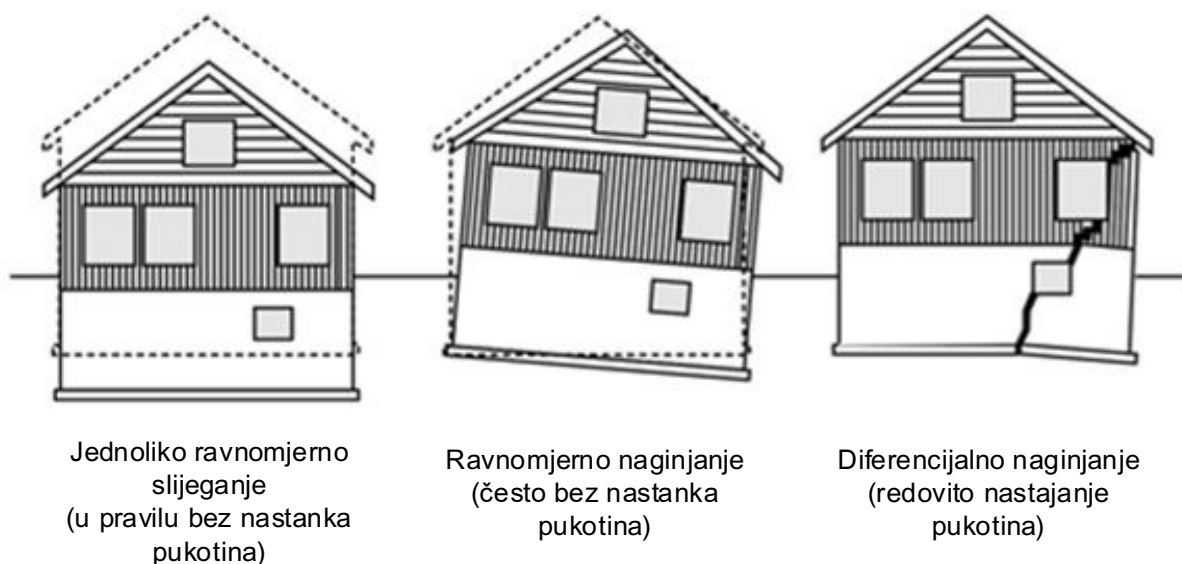 Jednoliko ravnomjerno
slijeganje
(u pravilu bez nastanka
pukotina)
Ravnomjerno naginjanje
(često bez nastanka
pukotina)
Diferencijalno naginjanje
(redovito nastajanje
pukotina)